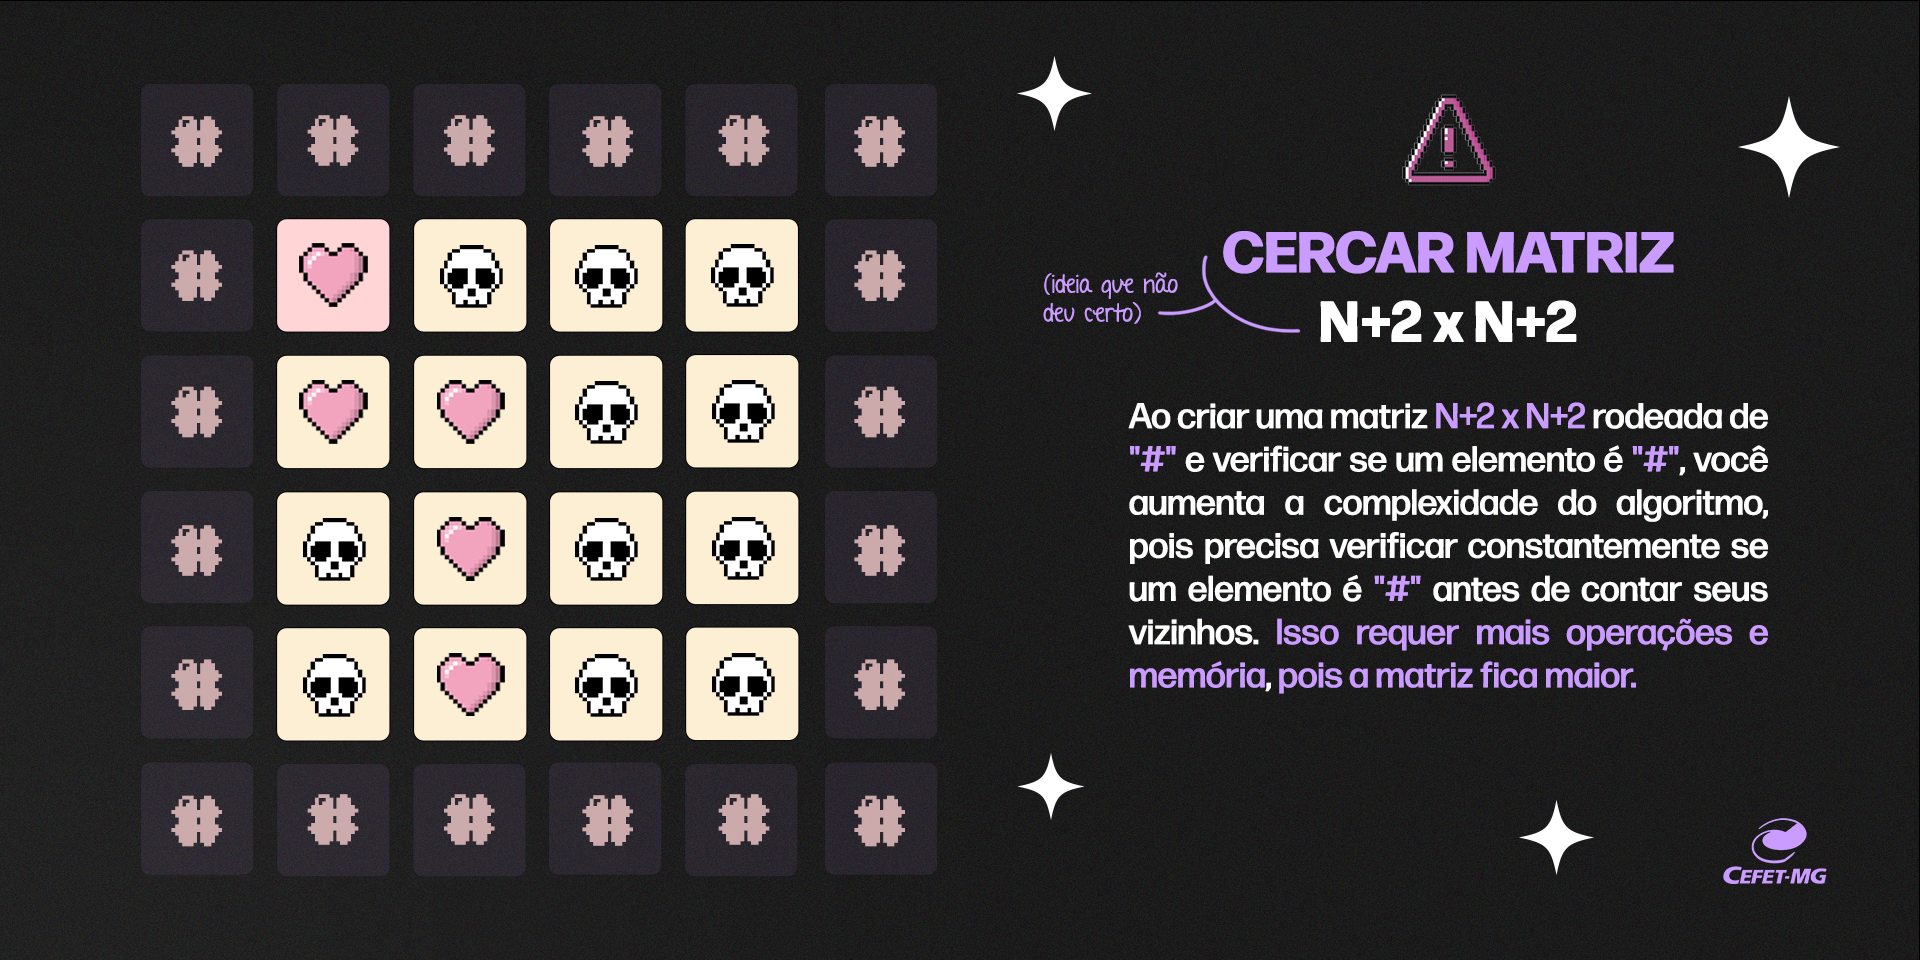 CERCAR MATRIZ
N+2 x N+2
(ideia que não
deu certo)
Ao criar uma matriz N+2 x N+2 rodeada de
"#" e verificar se um elemento é "#", você
aumenta a complexidade do algoritmo,
pois precisa verificar constantemente se
um elemento é "#" antes de contar seus
vizinhos. Isso requer mais operações e
memória, pois a matriz fica maior.
CEFET-MG